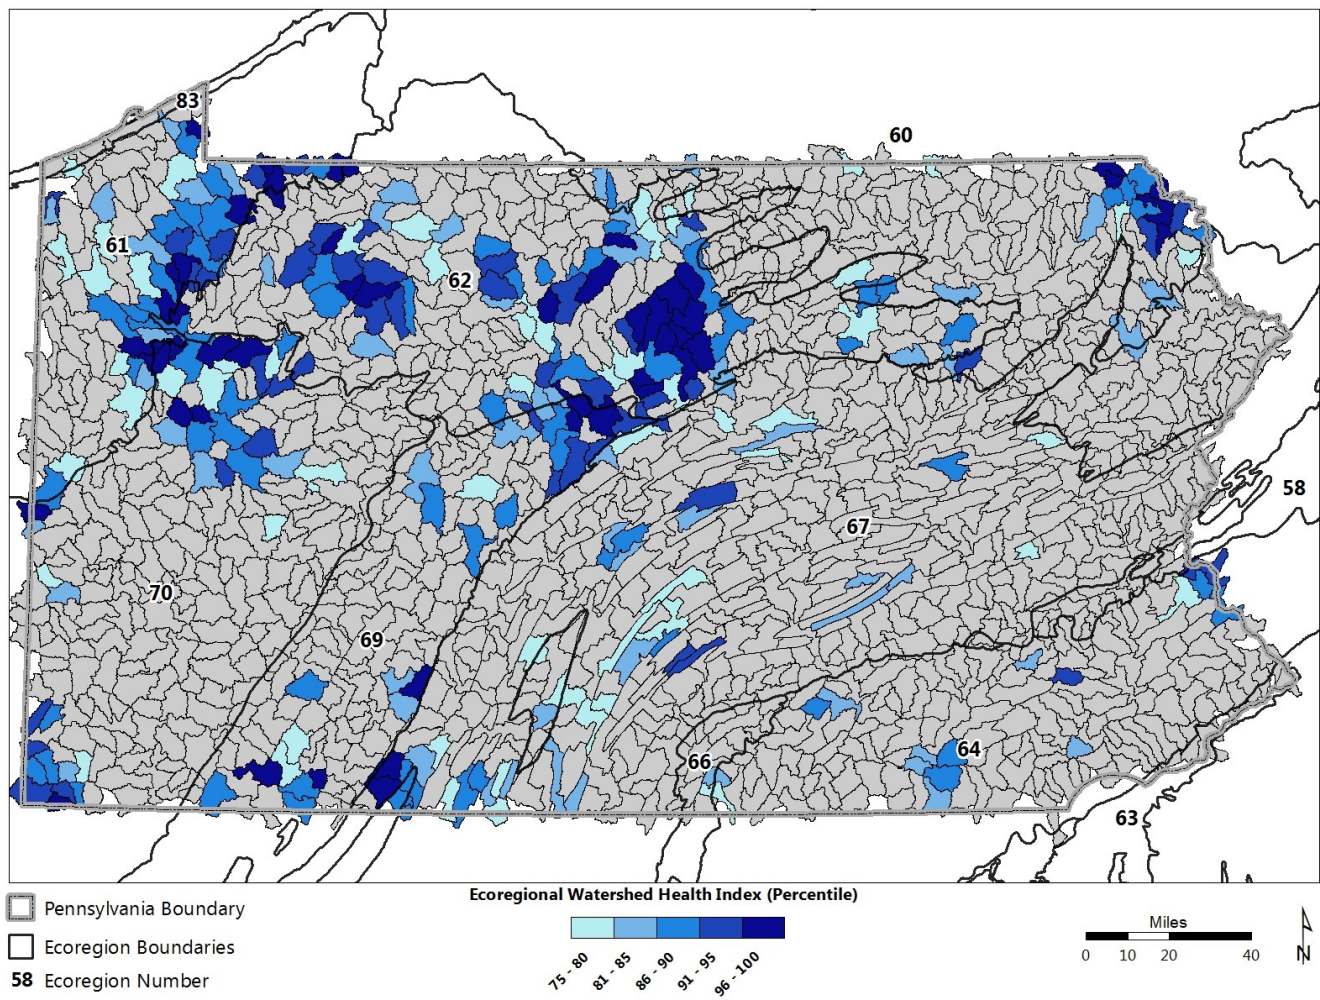 83
60
61
62
58
67
70
69
64
66
63
Ecoregional Watershed Health Index (Percentile)
Pennsylvania Boundary
Ecoregion Boundaries
58 Ecoregion Number
75 - 80
81 - 85
86 - 90
91 - 95
96 - 100
Miles
0 10 20 40
N